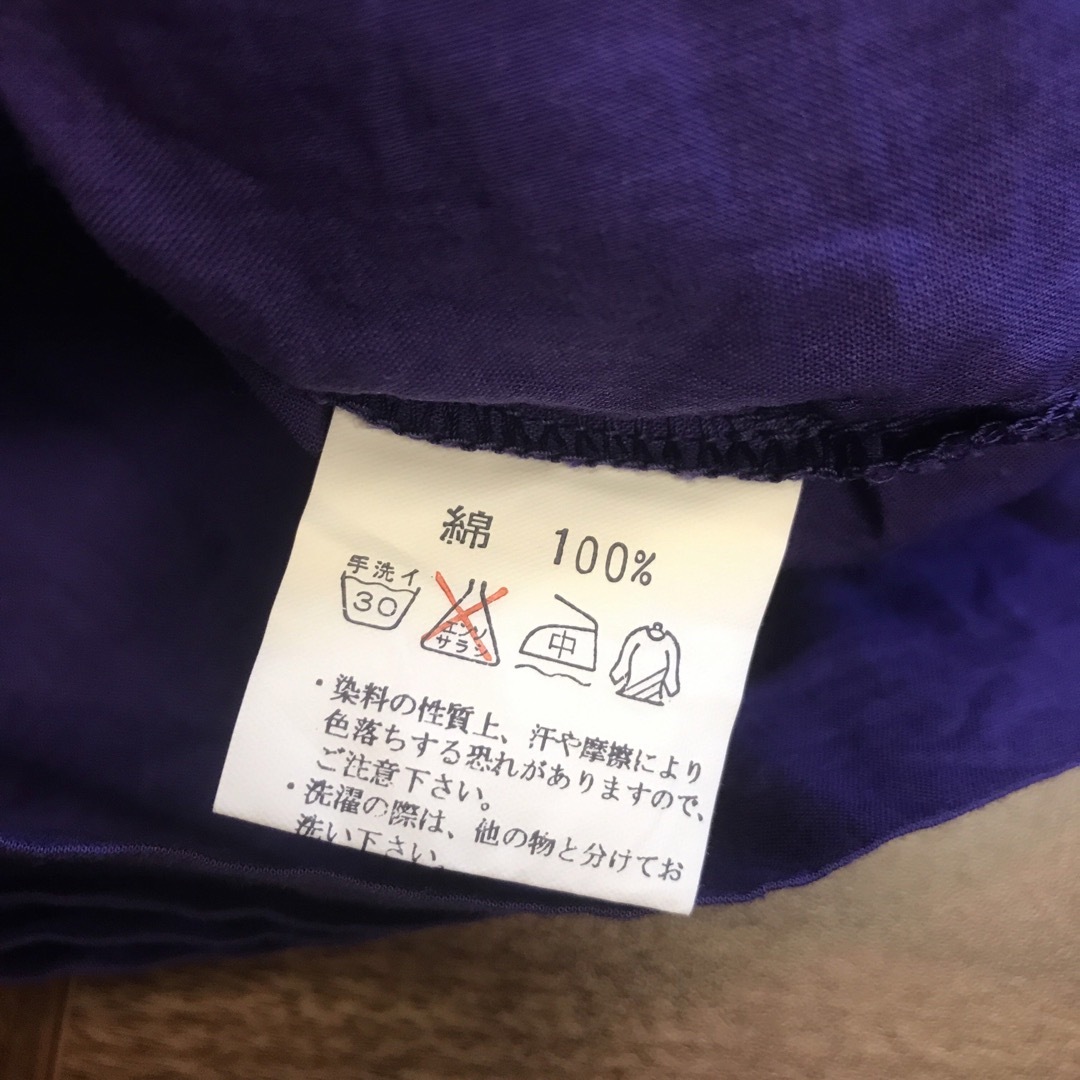 綿 100%
手洗イ
30
エンソ
サラシ
中
・染料の性質上、汗や摩擦により
色落ちする恐れがありますので、
ご注意下さい。
・洗濯の際は、他の物と分けてお
洗い下さい。